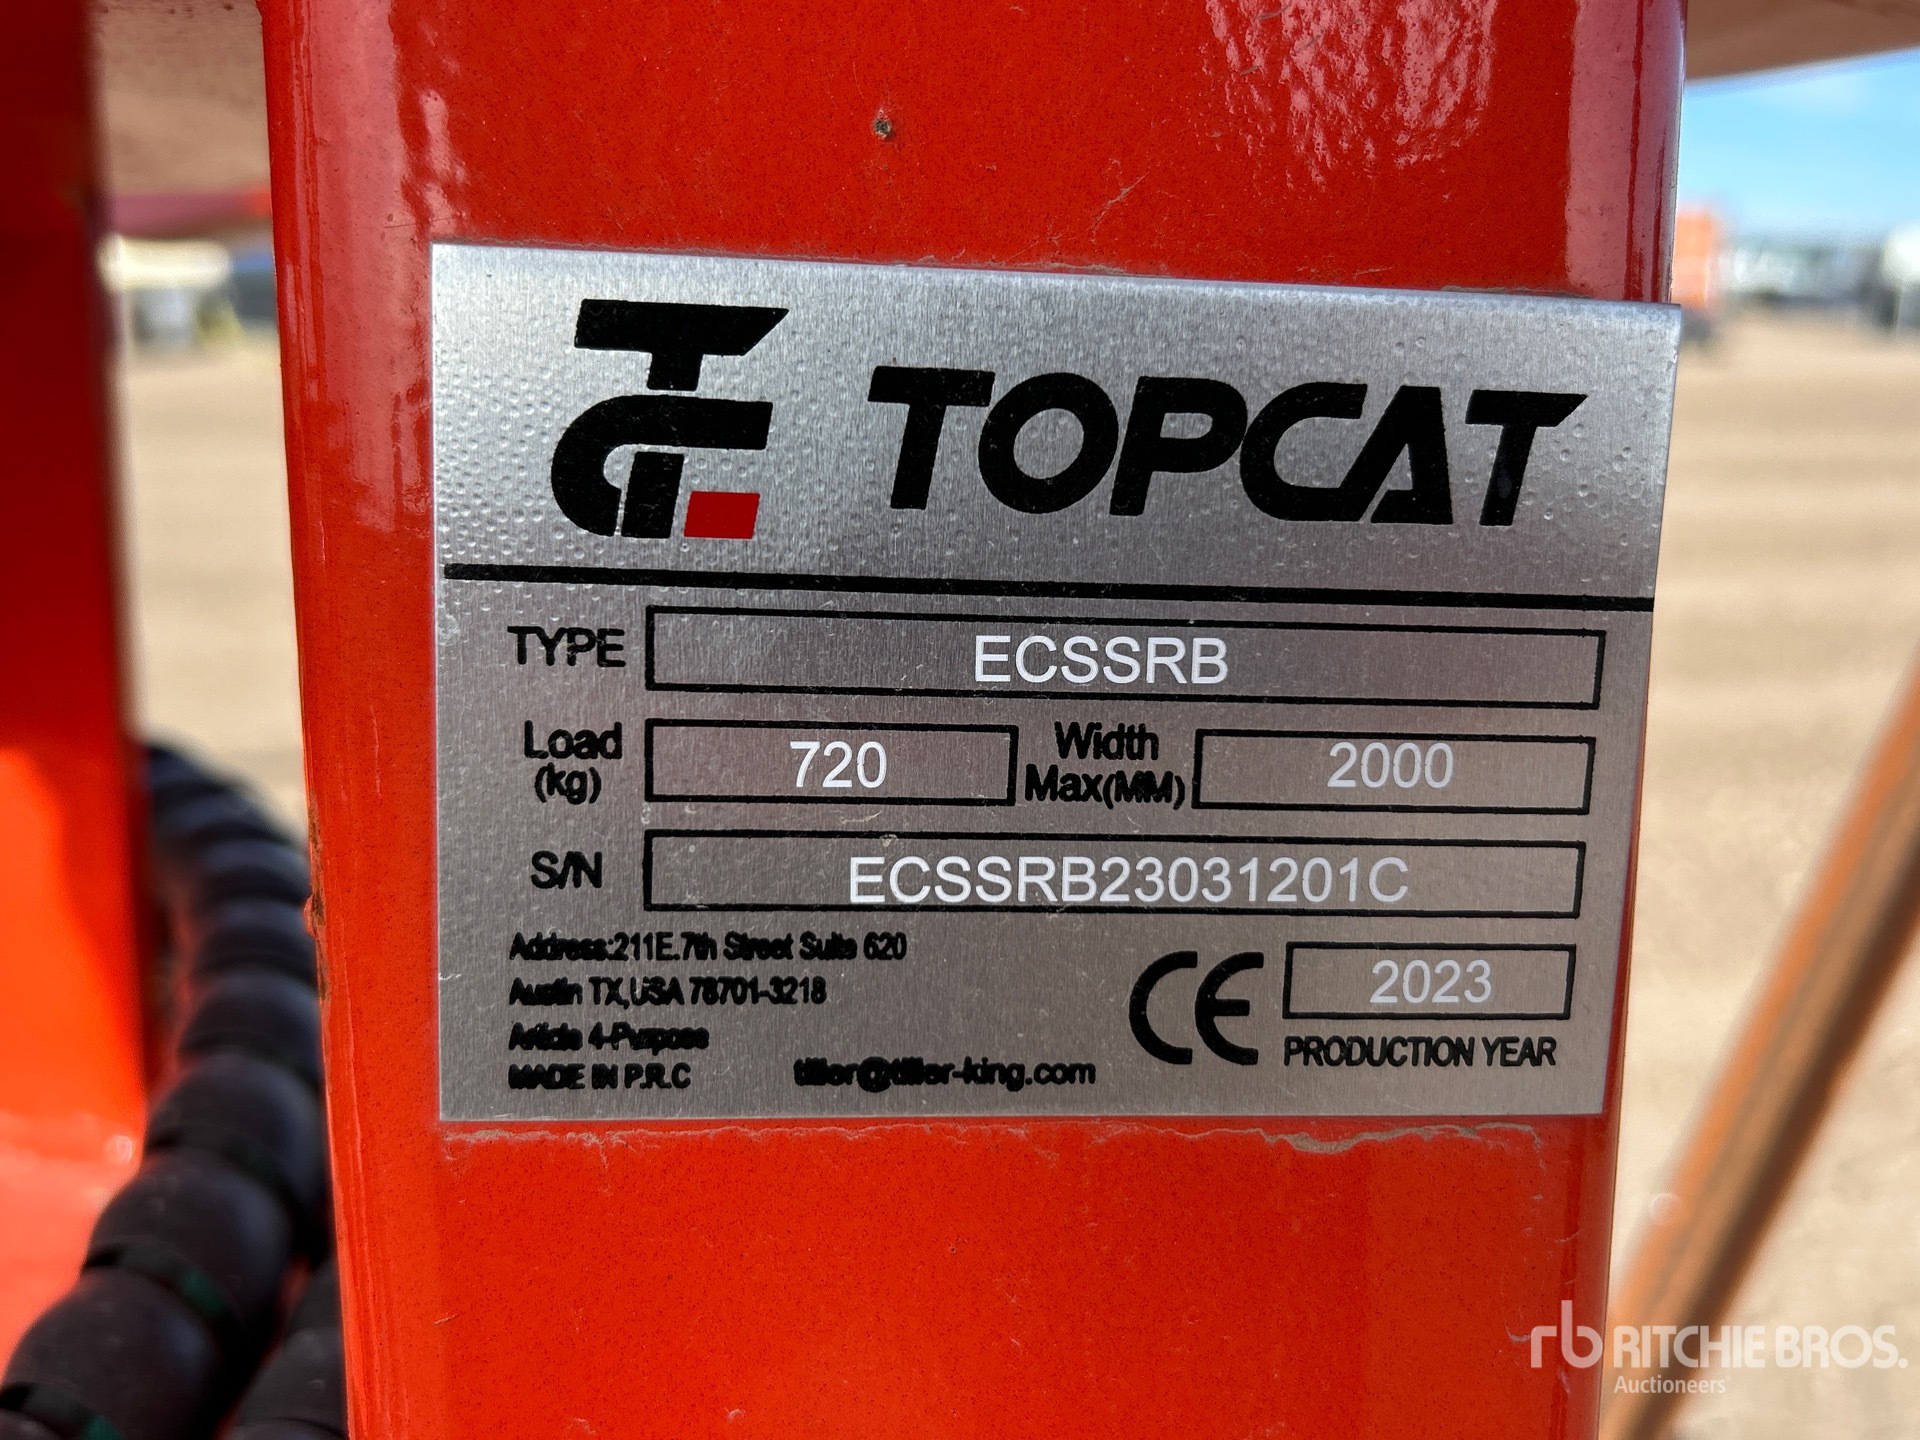 TC TOPCAT
TYPE ECSSRB
Load (kg) 720 Width Max(MM) 2000
S/N ECSSRB23031201C
Address:211E.7th Street Suite 620
Austin TX,USA 78701-3218
Article 4-Purpose
MADE IN P.R.C
tiller@tiller-king.com
CE 2023
PRODUCTION YEAR
rb RITCHIE BROS.
Auctioneers